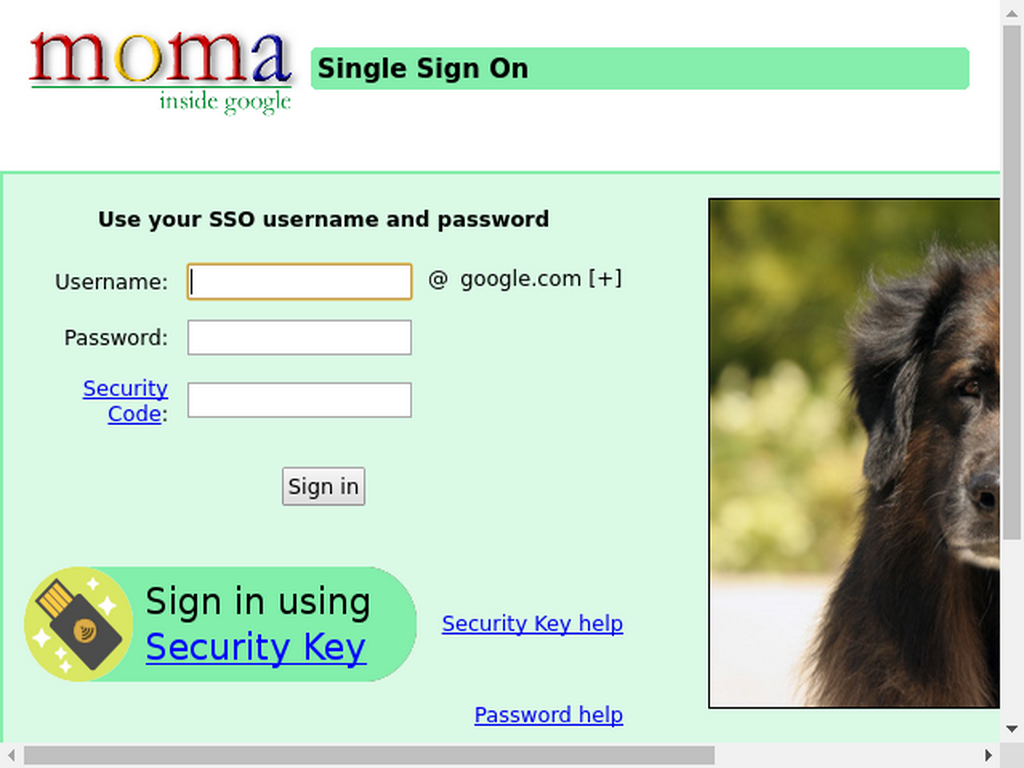 moma
inside google
Single Sign On
Use your SSO username and password
Username:
@ google.com [+]
Password:
Security
Code:
Sign in
Sign in using
Security Key
Security Key help
Password help